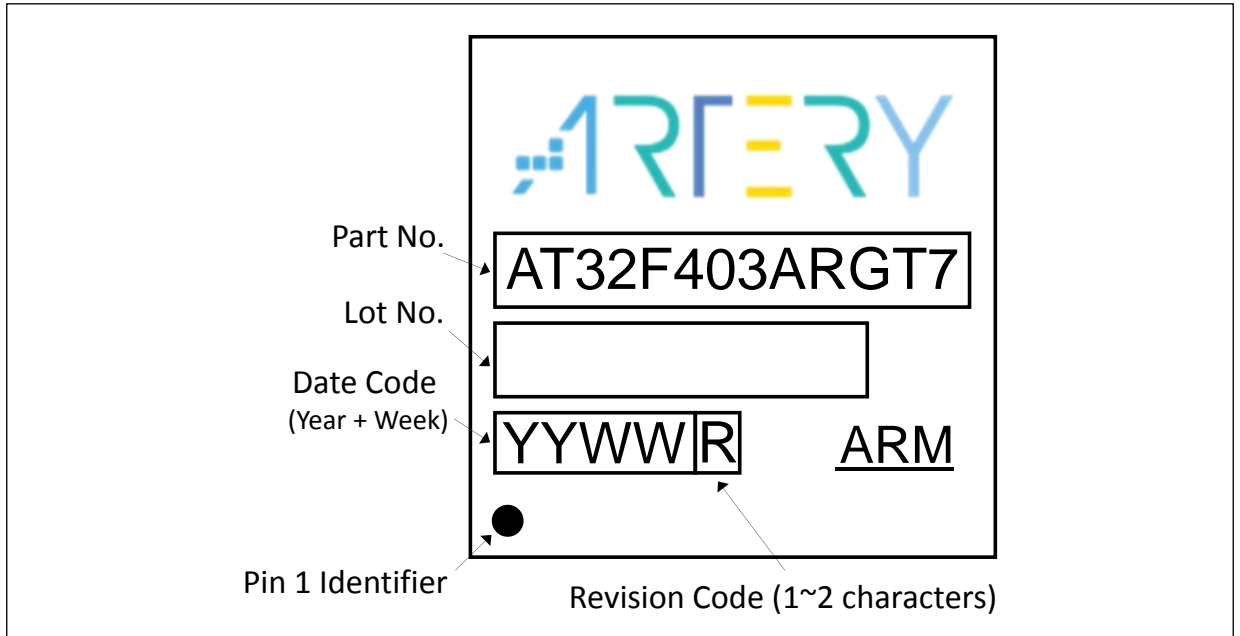 ARTERY
Part No.
AT32F403ARGT7
Lot No.
Date Code
(Year + Week)
YYWW R
ARM
Pin 1 Identifier
Revision Code (1~2 characters)